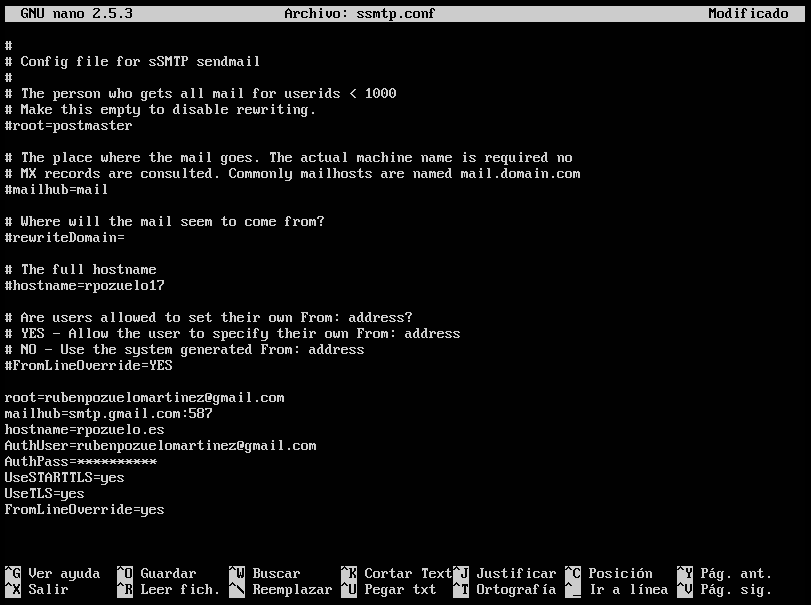 GNU nano 2.5.3 Archivo: ssmtp.conf Modificado
#
# Config file for sSMTP sendmail
#
# The person who gets all mail for userids < 1000
# Make this empty to disable rewriting.
#root=postmaster
# The place where the mail goes. The actual machine name is required no
# MX records are consulted. Commonly mailhosts are named mail.domain.com
#mailhub=mail
# Where will the mail seem to come from?
#rewriteDomain=
# The full hostname
#hostname=rpozuelo17
# Are users allowed to set their own From: address?
# YES - Allow the user to specify their own From: address
# NO - Use the system generated From: address
#FromLineOverride=YES
root=rubenpozuelomartinez@gmail.com
mailhub=smtp.gmail.com:587
hostname=rpozuelo.es
AuthUser=rubenpozuelomartinez@gmail.com
AuthPass=**********
UseSTARTTLS=yes
UseTLS=yes
FromLineOverride=yes
^G Ver ayuda ^O Guardar ^W Buscar ^K Cortar Text ^J Justificar ^C Posición ^Y Pág. ant.
^X Salir ^R Leer fich. ^\ Reemplazar ^U Pegar txt ^T Ortografía ^_ Ir a línea ^V Pág. sig.